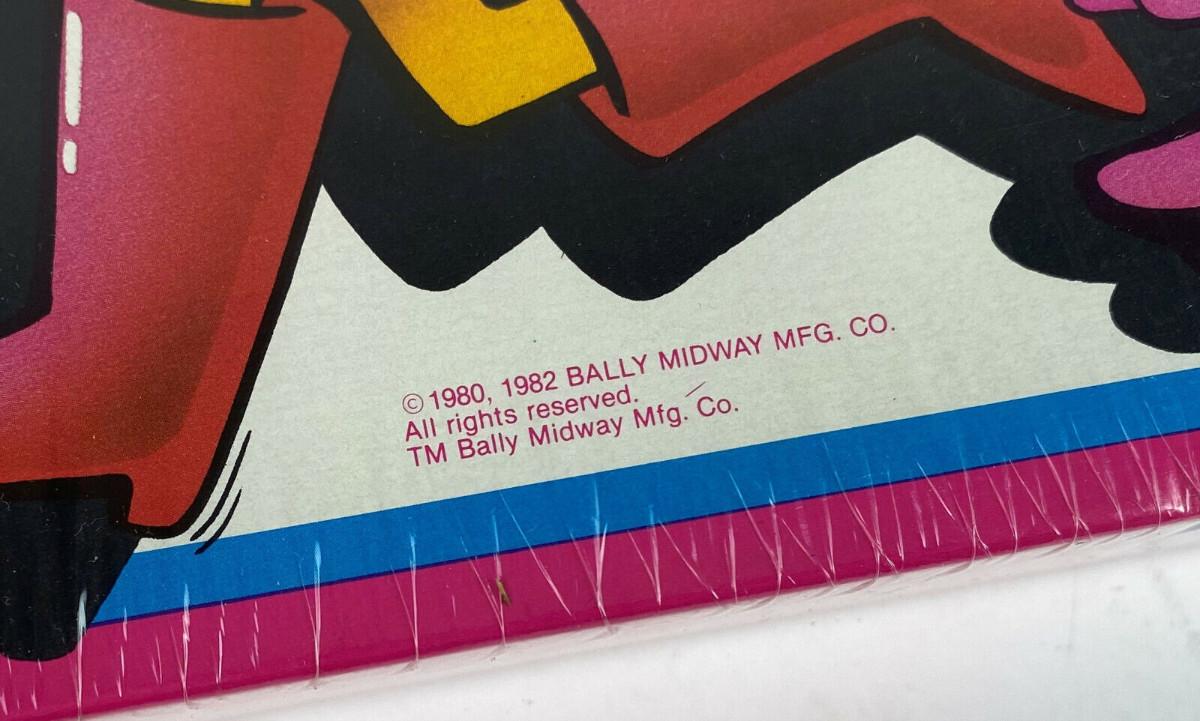 ©1980, 1982 BALLY MIDWAY MFG. CO.
All rights reserved.
TM Bally Midway Mfg. Co.